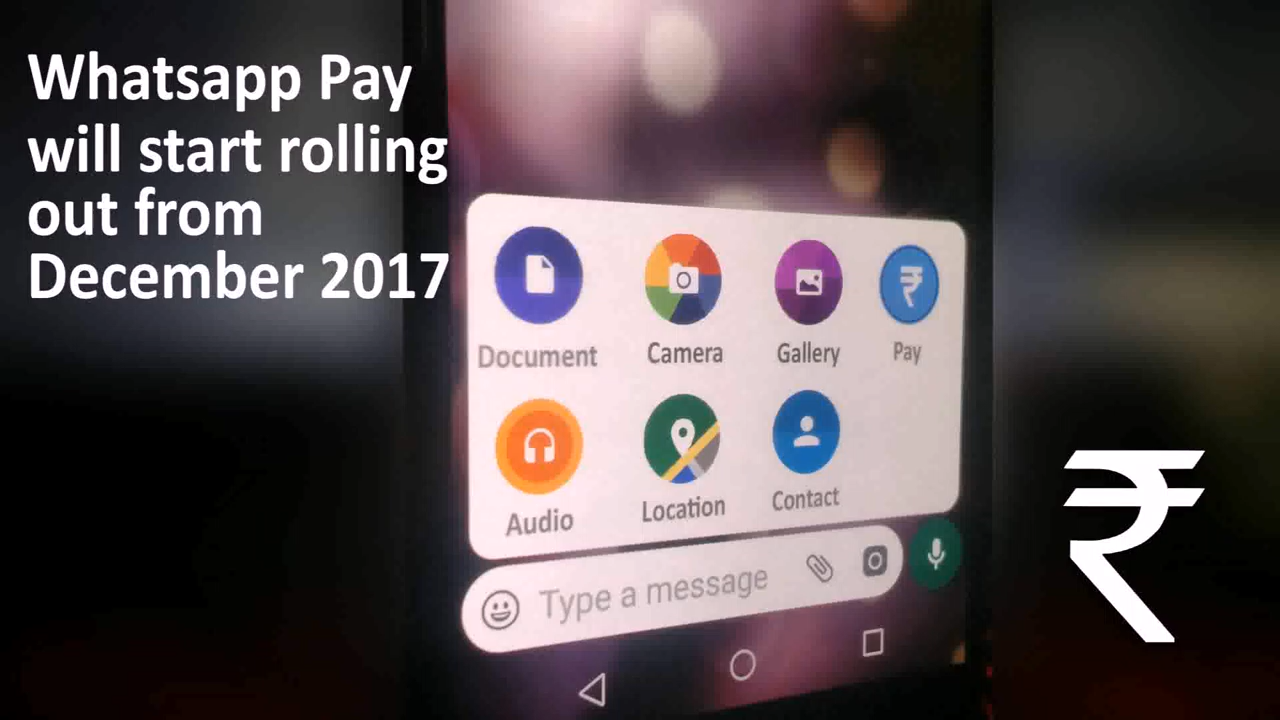 Whatsapp Pay
will start rolling
out from
December 2017
Document Camera Gallery Pay
Audio Location Contact
Type a message
₹